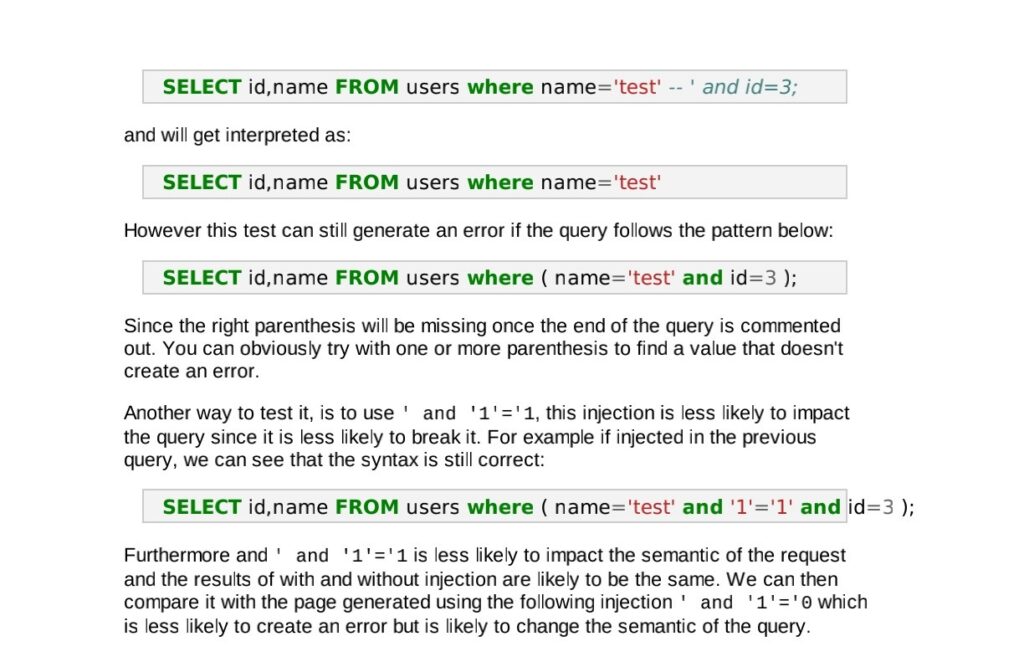 SELECT id,name FROM users where name='test' -- ' and id=3;
and will get interpreted as:
SELECT id,name FROM users where name='test'
However this test can still generate an error if the query follows the pattern below:
SELECT id,name FROM users where ( name='test' and id=3 );
Since the right parenthesis will be missing once the end of the query is commented
out. You can obviously try with one or more parenthesis to find a value that doesn't
create an error.
Another way to test it, is to use ' and '1'='1, this injection is less likely to impact
the query since it is less likely to break it. For example if injected in the previous
query, we can see that the syntax is still correct:
SELECT id,name FROM users where ( name='test' and '1'='1' and id=3 );
Furthermore and ' and '1'='1 is less likely to impact the semantic of the request
and the results of with and without injection are likely to be the same. We can then
compare it with the page generated using the following injection ' and '1'='0 which
is less likely to create an error but is likely to change the semantic of the query.